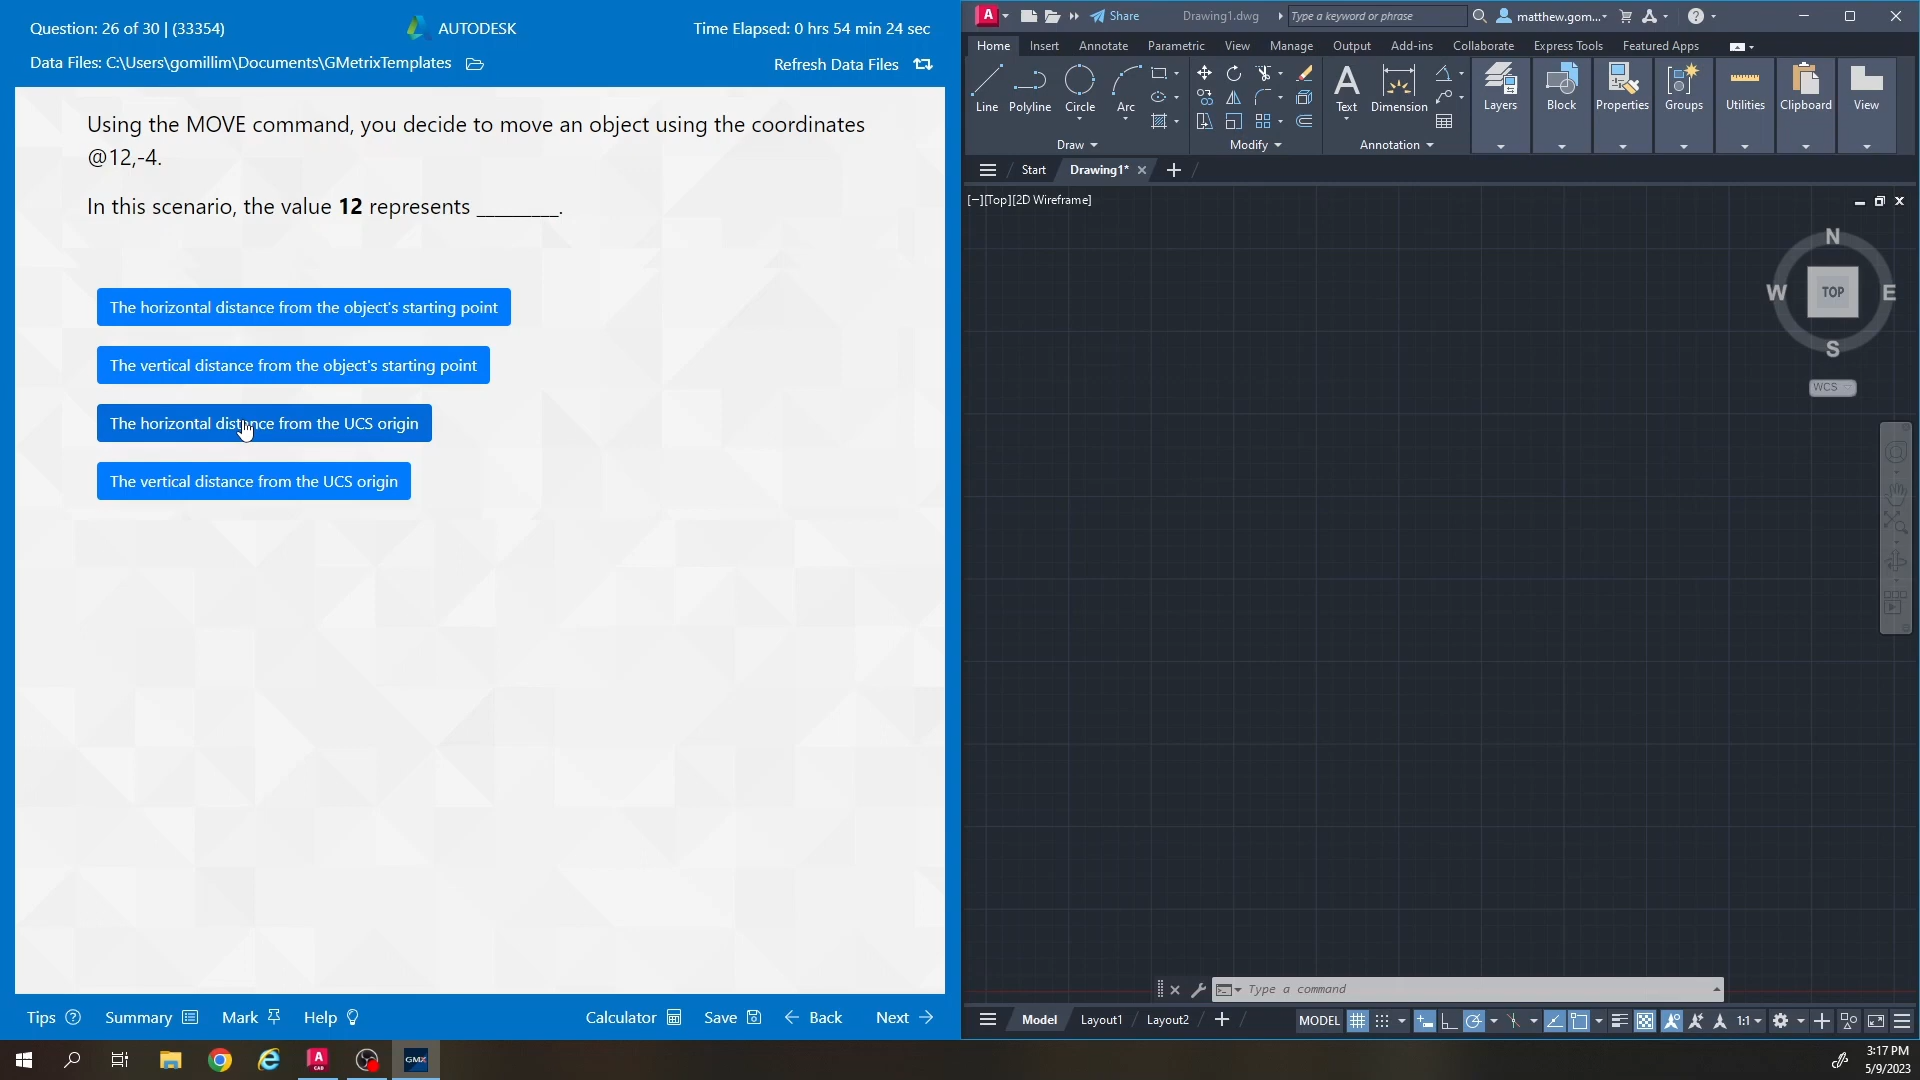 Question: 26 of 30 | (33354)
AUTODESK
Time Elapsed: 0 hrs 54 min 24 sec
Data Files: C:\Users\gomillim\Documents\GMetrixTemplates
Refresh Data Files
Using the MOVE command, you decide to move an object using the coordinates
@12,-4.
In this scenario, the value 12 represents _________.
The horizontal distance from the object's starting point
The vertical distance from the object's starting point
The horizontal distance from the UCS origin
The vertical distance from the UCS origin
Tips
Summary
Mark
Help
Calculator
Save
Back
Next
A
Share
Drawing1.dwg
Type a keyword or phrase
matthew.gom...
Home Insert Annotate Parametric View Manage Output Add-ins Collaborate Express Tools Featured Apps
Line Polyline Circle Arc
Text Dimension
Layers Block Properties Groups Utilities Clipboard View
Draw
Modify
Annotation
Start
Drawing1*
[−][Top][2D Wireframe]
N
W TOP E
S
WCS
Type a command
Model Layout1 Layout2
MODEL
1:1
A CAD
GMX
3:17 PM
5/9/2023